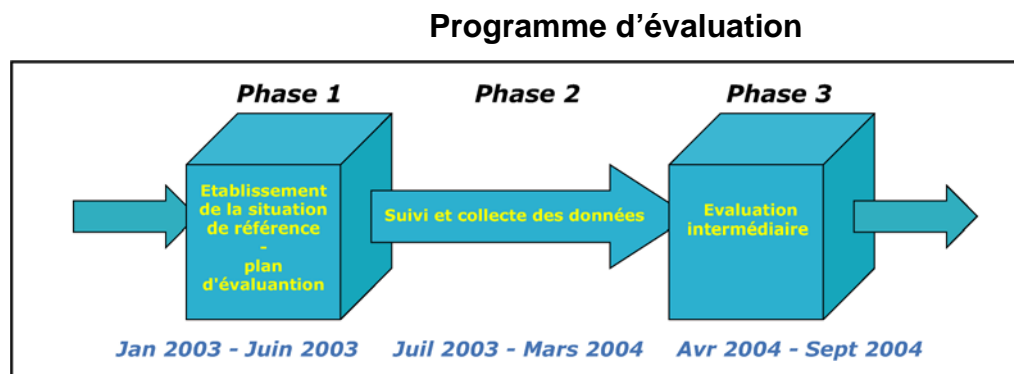 Programme d’évaluation
Phase 1
Phase 2
Phase 3
Etablissement
de la situation
de référence
-
plan
d'évaluantion
Suivi et collecte des données
Evaluation
intermédiaire
Jan 2003 - Juin 2003
Juil 2003 - Mars 2004
Avr 2004 - Sept 2004